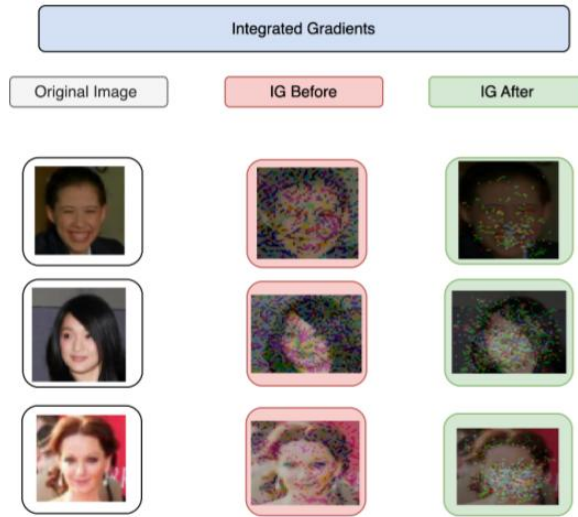 Integrated Gradients
Original Image
IG Before
IG After